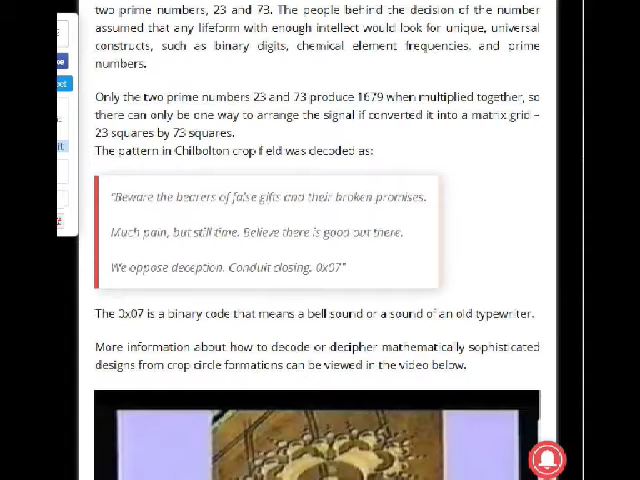 two prime numbers, 23 and 73. The people behind the decision of the number
assumed that any lifeform with enough intellect would look for unique, universal
constructs, such as binary digits, chemical element frequencies, and prime
numbers.
Only the two prime numbers 23 and 73 produce 1679 when multiplied together, so
there can only be one way to arrange the signal if converted it into a matrix grid –
23 squares by 73 squares.
The pattern in Chilbolton crop field was decoded as:
"Beware the bearers of false gifts and their broken promises.
Much pain, but still time. Believe there is good out there.
We oppose deception. Conduit closing. 0x07"
The 0x07 is a binary code that means a bell sound or a sound of an old typewriter.
More information about how to decode or decipher mathematically sophisticated
designs from crop circle formations can be viewed in the video below.